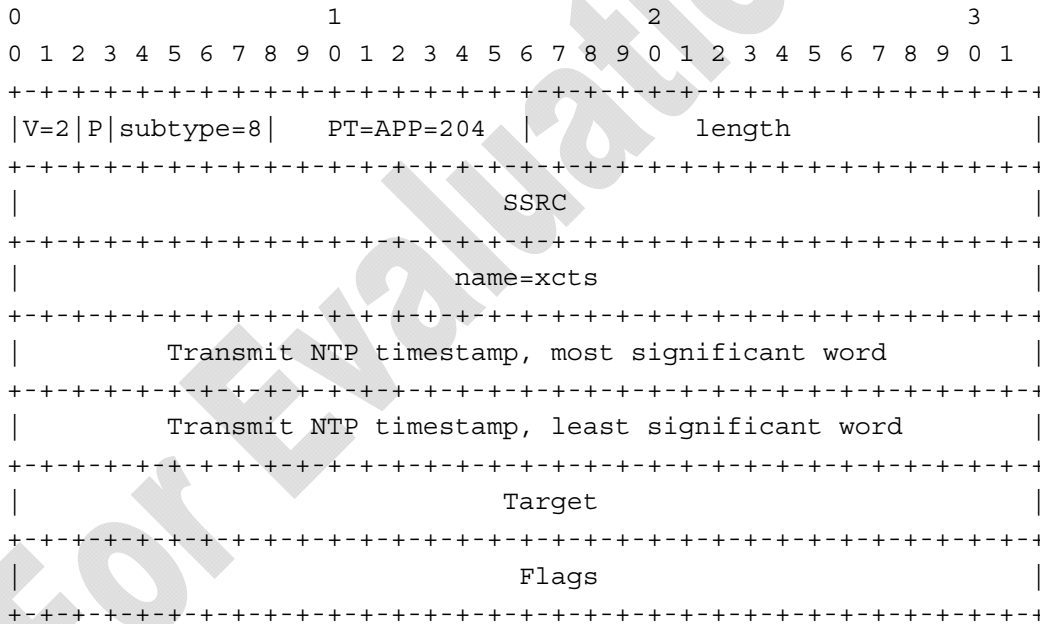 0                   1                   2                   3
0 1 2 3 4 5 6 7 8 9 0 1 2 3 4 5 6 7 8 9 0 1 2 3 4 5 6 7 8 9 0 1
+-+-+-+-+-+-+-+-+-+-+-+-+-+-+-+-+-+-+-+-+-+-+-+-+-+-+-+-+-+-+-+-+
|V=2|P|subtype=8|   PT=APP=204  |          length               |
+-+-+-+-+-+-+-+-+-+-+-+-+-+-+-+-+-+-+-+-+-+-+-+-+-+-+-+-+-+-+-+-+
|                              SSRC                             |
+-+-+-+-+-+-+-+-+-+-+-+-+-+-+-+-+-+-+-+-+-+-+-+-+-+-+-+-+-+-+-+-+
|                           name=xcts                           |
+-+-+-+-+-+-+-+-+-+-+-+-+-+-+-+-+-+-+-+-+-+-+-+-+-+-+-+-+-+-+-+-+
|         Transmit NTP timestamp, most significant word         |
+-+-+-+-+-+-+-+-+-+-+-+-+-+-+-+-+-+-+-+-+-+-+-+-+-+-+-+-+-+-+-+-+
|         Transmit NTP timestamp, least significant word        |
+-+-+-+-+-+-+-+-+-+-+-+-+-+-+-+-+-+-+-+-+-+-+-+-+-+-+-+-+-+-+-+-+
|                              Target                           |
+-+-+-+-+-+-+-+-+-+-+-+-+-+-+-+-+-+-+-+-+-+-+-+-+-+-+-+-+-+-+-+-+
|                               Flags                           |
+-+-+-+-+-+-+-+-+-+-+-+-+-+-+-+-+-+-+-+-+-+-+-+-+-+-+-+-+-+-+-+-+
For Evaluatio